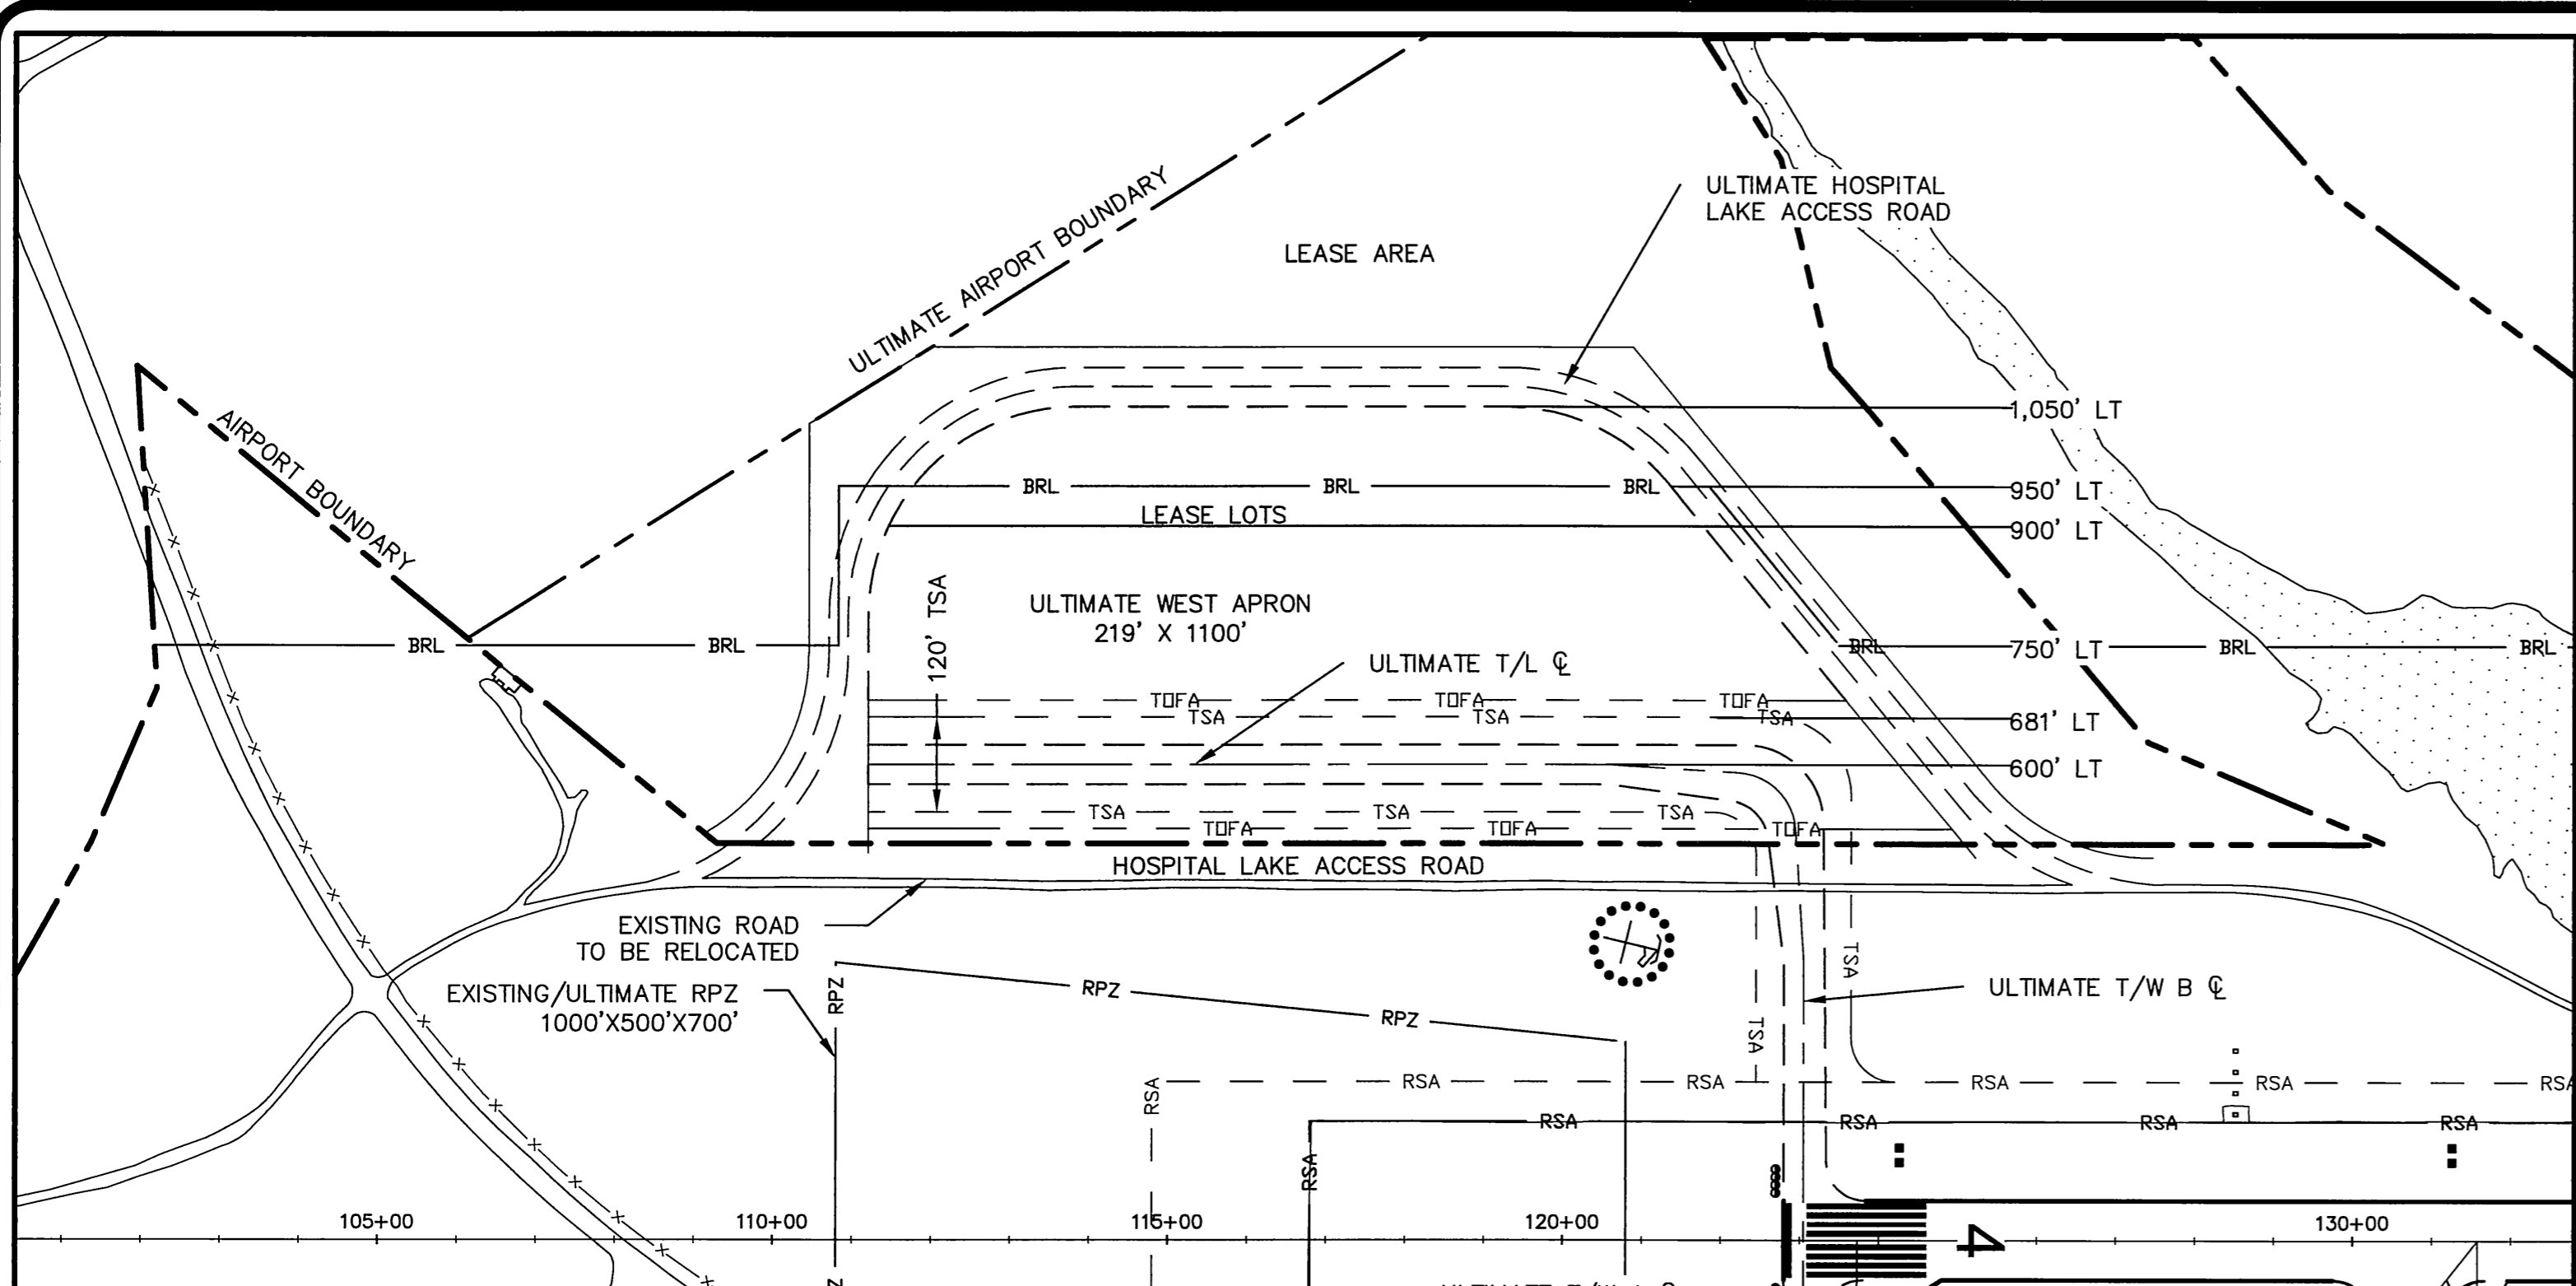 ULTIMATE HOSPITAL
LAKE ACCESS ROAD
LEASE AREA
ULTIMATE AIRPORT BOUNDARY
AIRPORT BOUNDARY
1,050' LT
BRL BRL BRL 950' LT
LEASE LOTS
900' LT
ULTIMATE WEST APRON
219' X 1100'
120' TSA
BRL BRL BRL 750' LT BRL BRL
ULTIMATE T/L ℄
TOFA TOFA TOFA
TSA TSA TSA 681' LT
600' LT
TSA TSA TSA
TOFA TOFA TOFA
HOSPITAL LAKE ACCESS ROAD
EXISTING ROAD
TO BE RELOCATED
EXISTING/ULTIMATE RPZ
1000'X500'X700'
RPZ
RPZ
RPZ
TSA
TSA
ULTIMATE T/W B ℄
RSA
RSA RSA RSA RSA RSA
RSA
RSA RSA RSA RSA
105+00 110+00 115+00 120+00 130+00
4